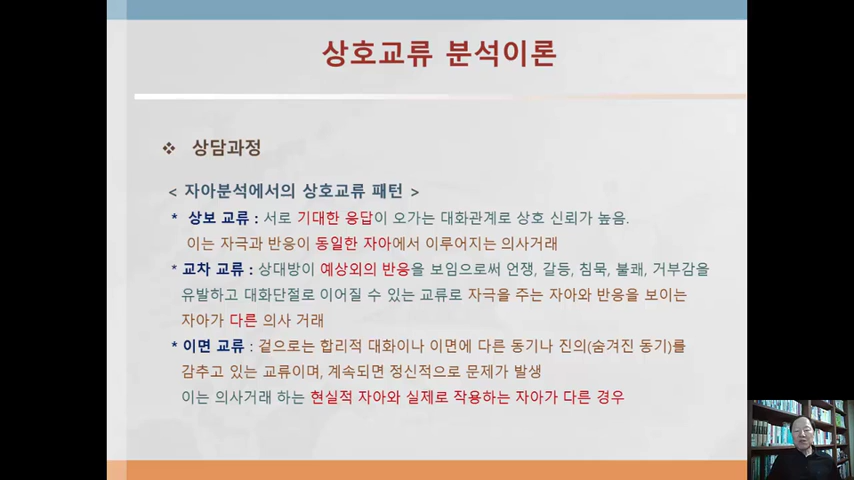 상호교류 분석이론
❖ 상담과정
< 자아분석에서의 상호교류 패턴 >
* 상보 교류 : 서로 기대한 응답이 오가는 대화관계로 상호 신뢰가 높음.
이는 자극과 반응이 동일한 자아에서 이루어지는 의사거래
* 교차 교류 : 상대방이 예상외의 반응을 보임으로써 언쟁, 갈등, 침묵, 불쾌, 거부감을
유발하고 대화단절로 이어질 수 있는 교류로 자극을 주는 자아와 반응을 보이는
자아가 다른 의사 거래
* 이면 교류 : 겉으로는 합리적 대화이나 이면에 다른 동기나 진의(숨겨진 동기)를
감추고 있는 교류이며, 계속되면 정신적으로 문제가 발생
이는 의사거래 하는 현실적 자아와 실제로 작용하는 자아가 다른 경우